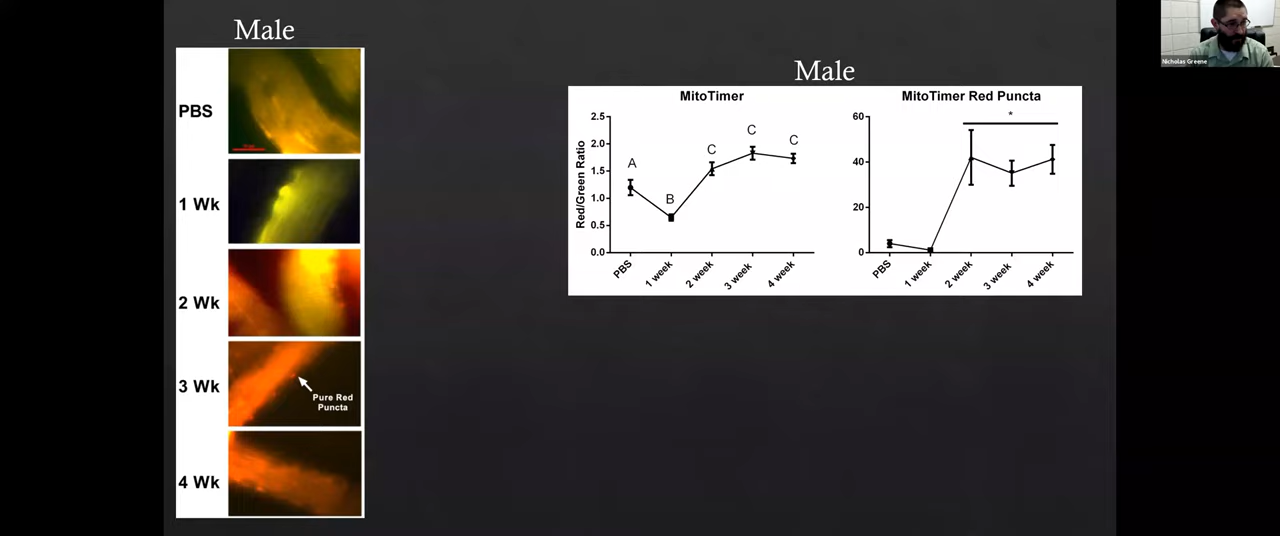 Male
PBS
1 Wk
2 Wk
3 Wk
Pure Red
Puncta
4 Wk
Male
MitoTimer
Red/Green Ratio
2.5
2.0
1.5
1.0
0.5
0.0
A
B
C
C
C
PBS
1 week
2 week
3 week
4 week
MitoTimer Red Puncta
60
40
20
0
*
PBS
1 week
2 week
3 week
4 week
Nicholas Greene